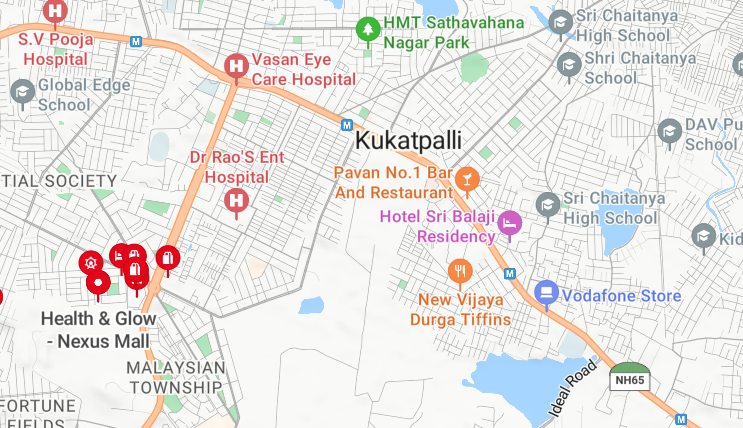 HMT Sathavahana
Nagar Park
Sri Chaitanya
High School
S.V Pooja
Hospital
Vasan Eye
Care Hospital
Shri Chaitanya
School
Global Edge
School
M
M
DAV Pu
School
Kukatpalli
Dr Rao'S Ent
Hospital
Pavan No.1 Bar
And Restaurant
TIAL SOCIETY
Sri Chaitanya
High School
Hotel Sri Balaji
Residency
Kid
M
New Vijaya
Durga Tiffins
Vodafone Store
Health & Glow
- Nexus Mall
MALAYSIAN
TOWNSHIP
NH65
Ideal Road
FORTUNE
FIELDS
M